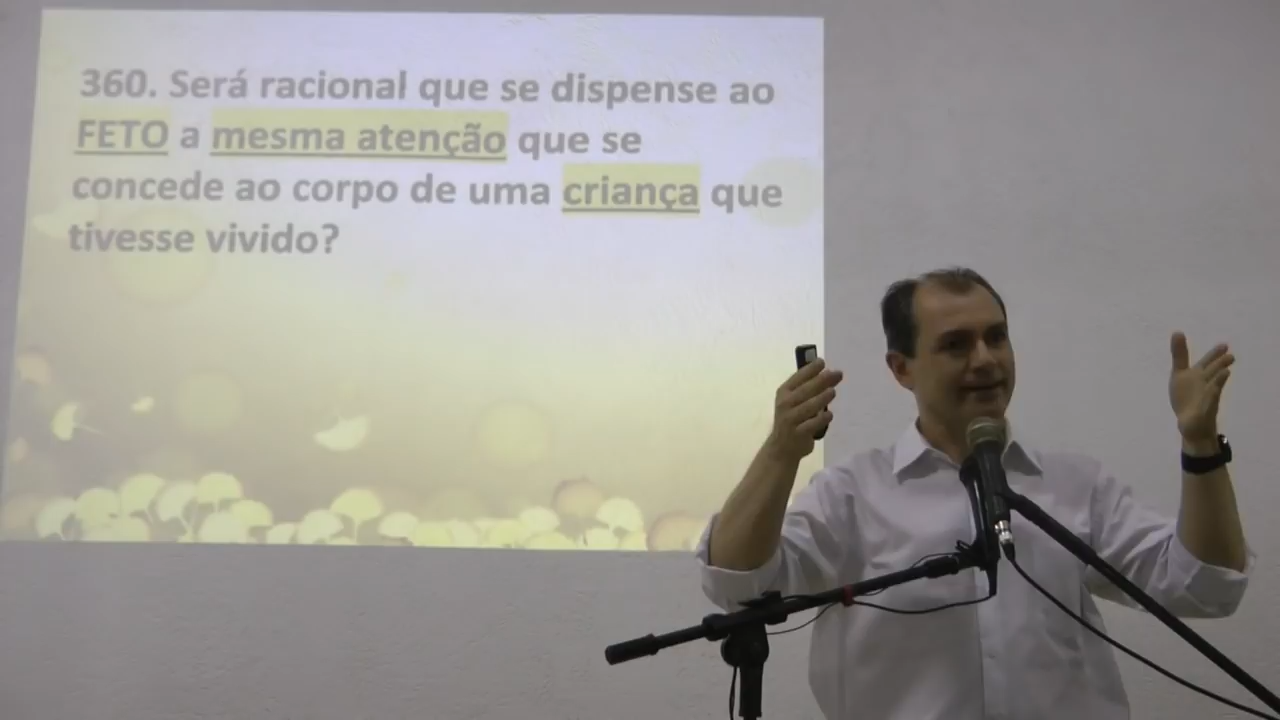 360. Será racional que se dispense ao
FETO a mesma atenção que se
concede ao corpo de uma criança que
tivesse vivido?